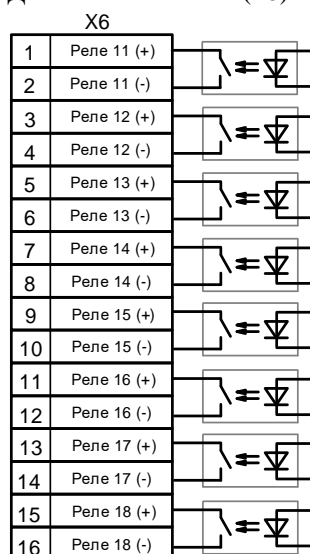 X6
1 Реле 11 (+)
2 Реле 11 (-)
3 Реле 12 (+)
4 Реле 12 (-)
5 Реле 13 (+)
6 Реле 13 (-)
7 Реле 14 (+)
8 Реле 14 (-)
9 Реле 15 (+)
10 Реле 15 (-)
11 Реле 16 (+)
12 Реле 16 (-)
13 Реле 17 (+)
14 Реле 17 (-)
15 Реле 18 (+)
16 Реле 18 (-)